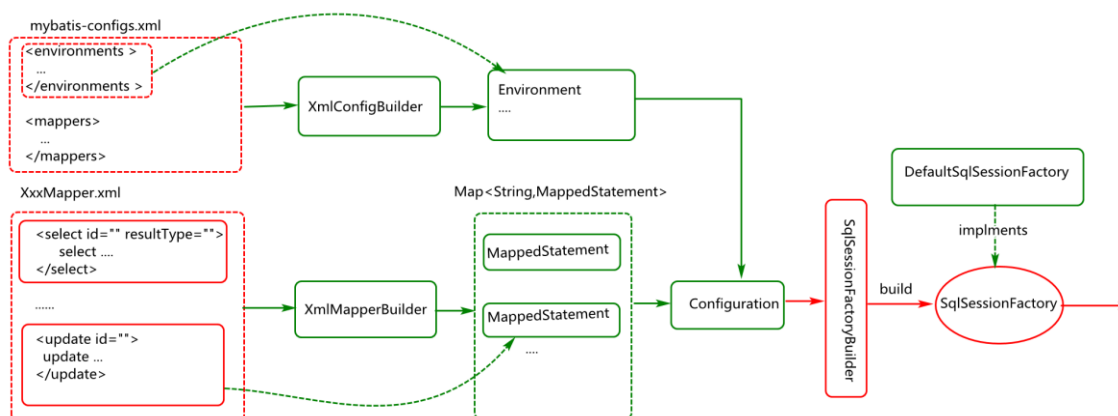 mybatis-configs.xml
<environments >
...
</environments >
<mappers>
...
</mappers>
XmlConfigBuilder
Environment
....
XxxMapper.xml
<select id="" resultType="">
select ....
</select>
......
<update id="">
update ...
</update>
XmlMapperBuilder
Map<String,MappedStatement>
MappedStatement
MappedStatement
....
Configuration
SqlSessionFactoryBuilder
build
DefaultSqlSessionFactory
implments
SqlSessionFactory